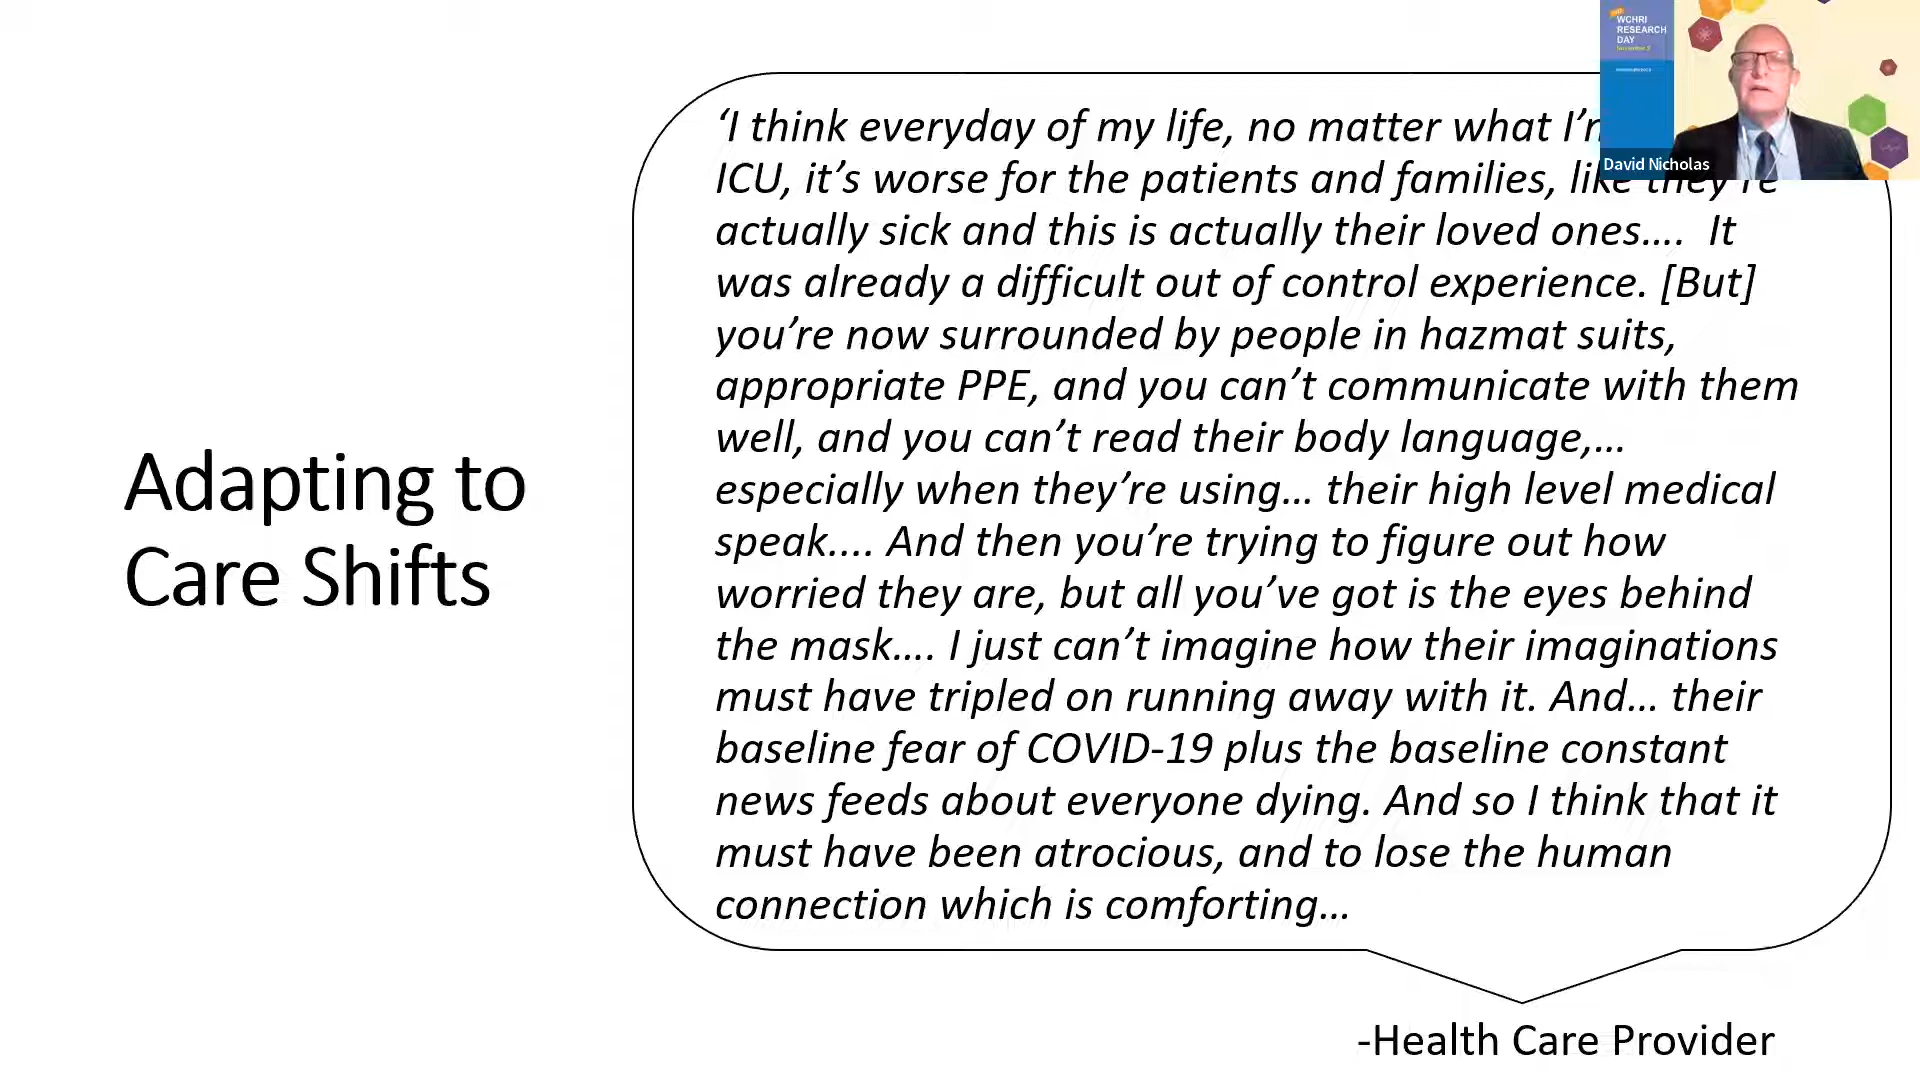 WCHRI
RESEARCH
DAY
David Nicholas
‘I think everyday of my life, no matter what I’m
ICU, it’s worse for the patients and families, like they’re
actually sick and this is actually their loved ones…. It
was already a difficult out of control experience. [But]
you’re now surrounded by people in hazmat suits,
appropriate PPE, and you can’t communicate with them
well, and you can’t read their body language,…
especially when they’re using… their high level medical
speak.... And then you’re trying to figure out how
worried they are, but all you’ve got is the eyes behind
the mask…. I just can’t imagine how their imaginations
must have tripled on running away with it. And… their
baseline fear of COVID-19 plus the baseline constant
news feeds about everyone dying. And so I think that it
must have been atrocious, and to lose the human
connection which is comforting…
Adapting to
Care Shifts
-Health Care Provider